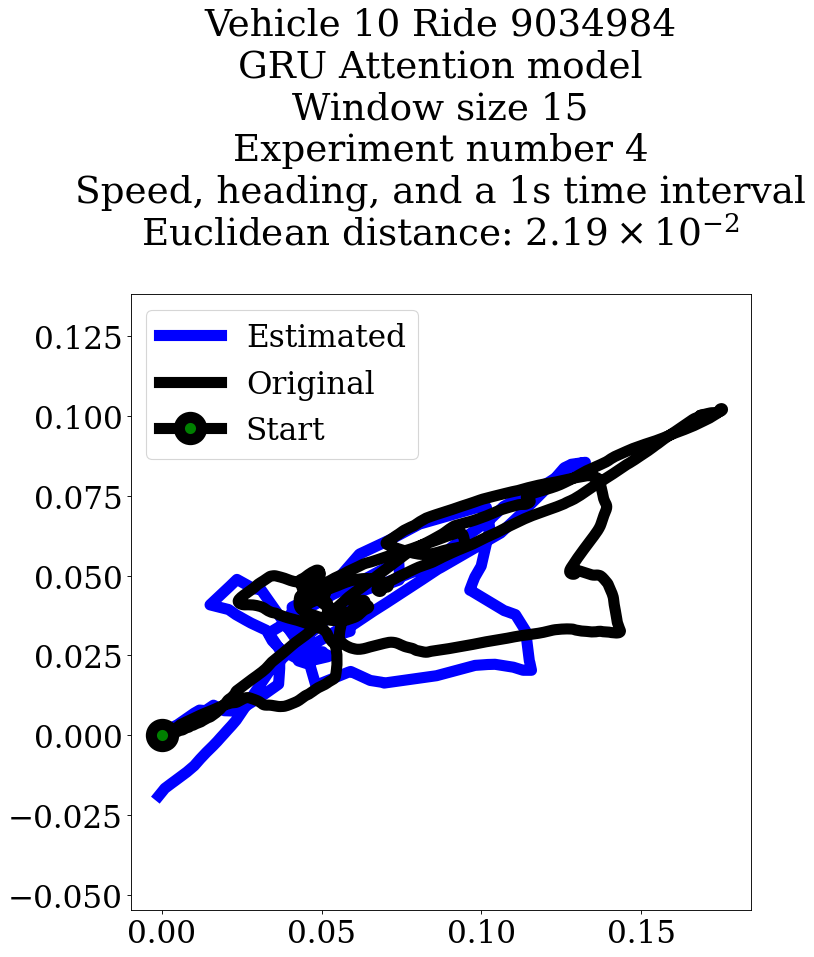 Vehicle 10 Ride 9034984
GRU Attention model
Window size 15
Experiment number 4
Speed, heading, and a 1s time interval
Euclidean distance: 2.19 × 10⁻²
Estimated
Original
Start
0.125
0.100
0.075
0.050
0.025
0.000
−0.025
−0.050
0.00 0.05 0.10 0.15